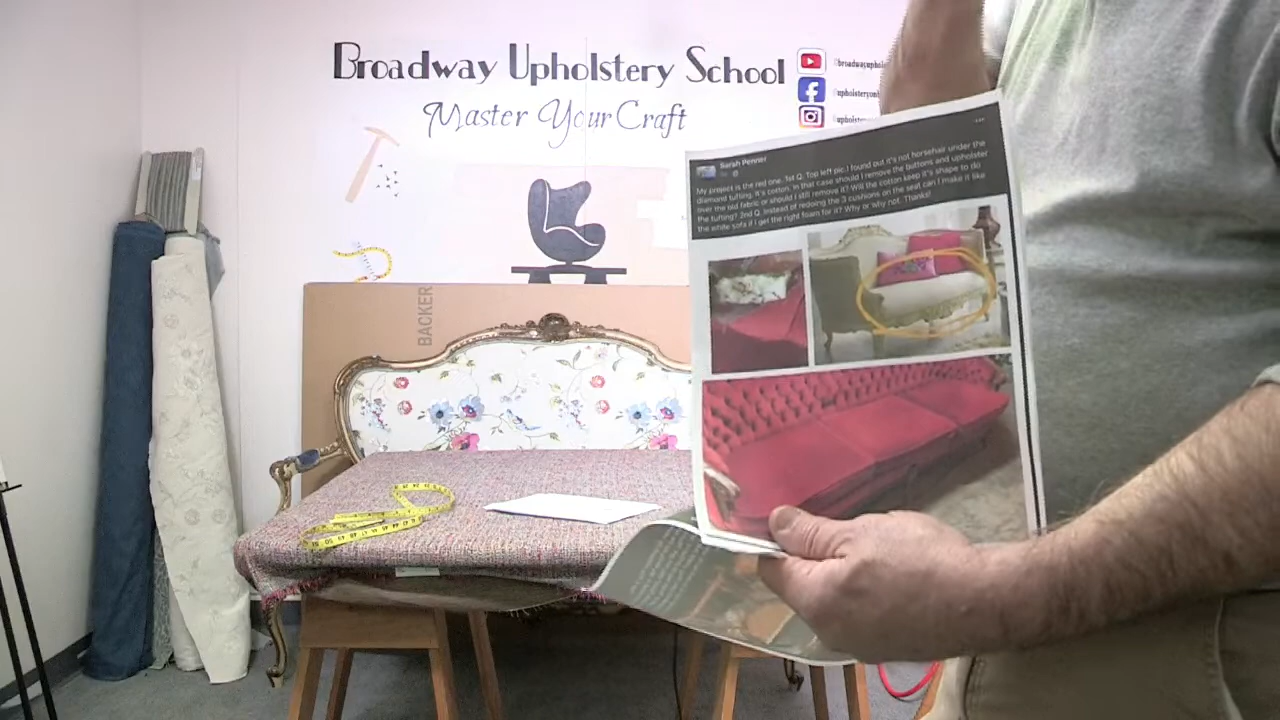 Broadway Upholstery School
Master Your Craft
BACKER
Sarah Penner
My project is the red one. 1st Q. Top left pic. I found out it's not horsehair under the
diamond tufting, it's cotton. In that case should I remove the buttons and upholster
over the old fabric or should I still remove it? Will the cotton keep it's shape to do
the tufting? 2nd Q. Instead of redoing the 3 cushions on the seat can I make it like
the white sofa if I get the right foam for it? Why or why not. Thanks!